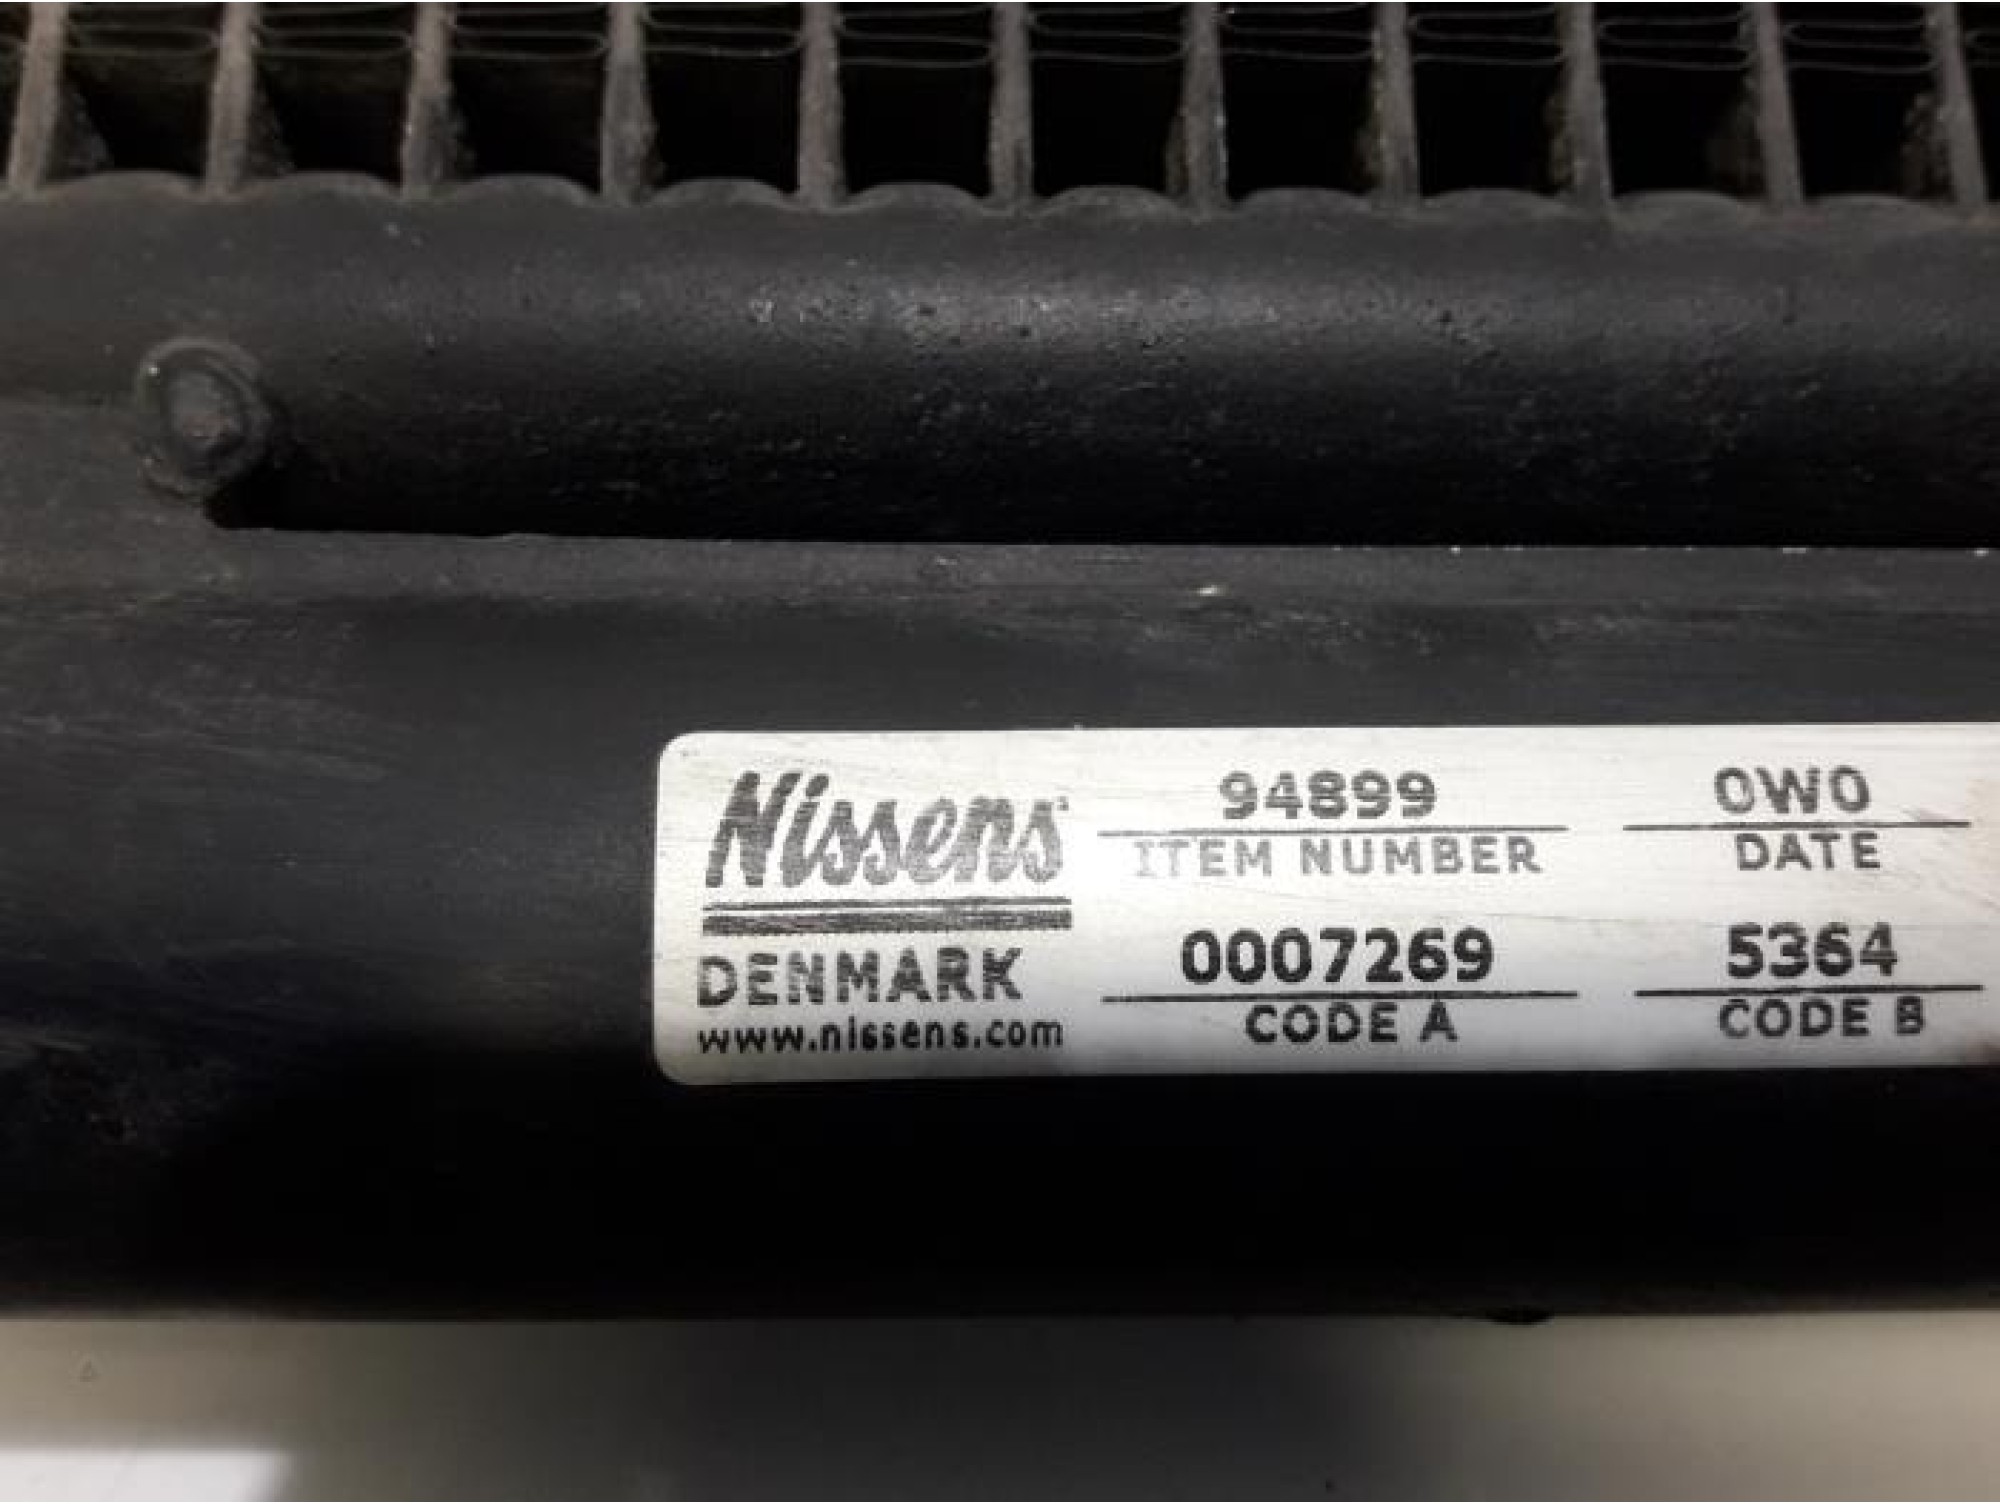 Nissens
DENMARK
www.nissens.com
94899
ITEM NUMBER
0007269
CODE A
0W0
DATE
5364
CODE B